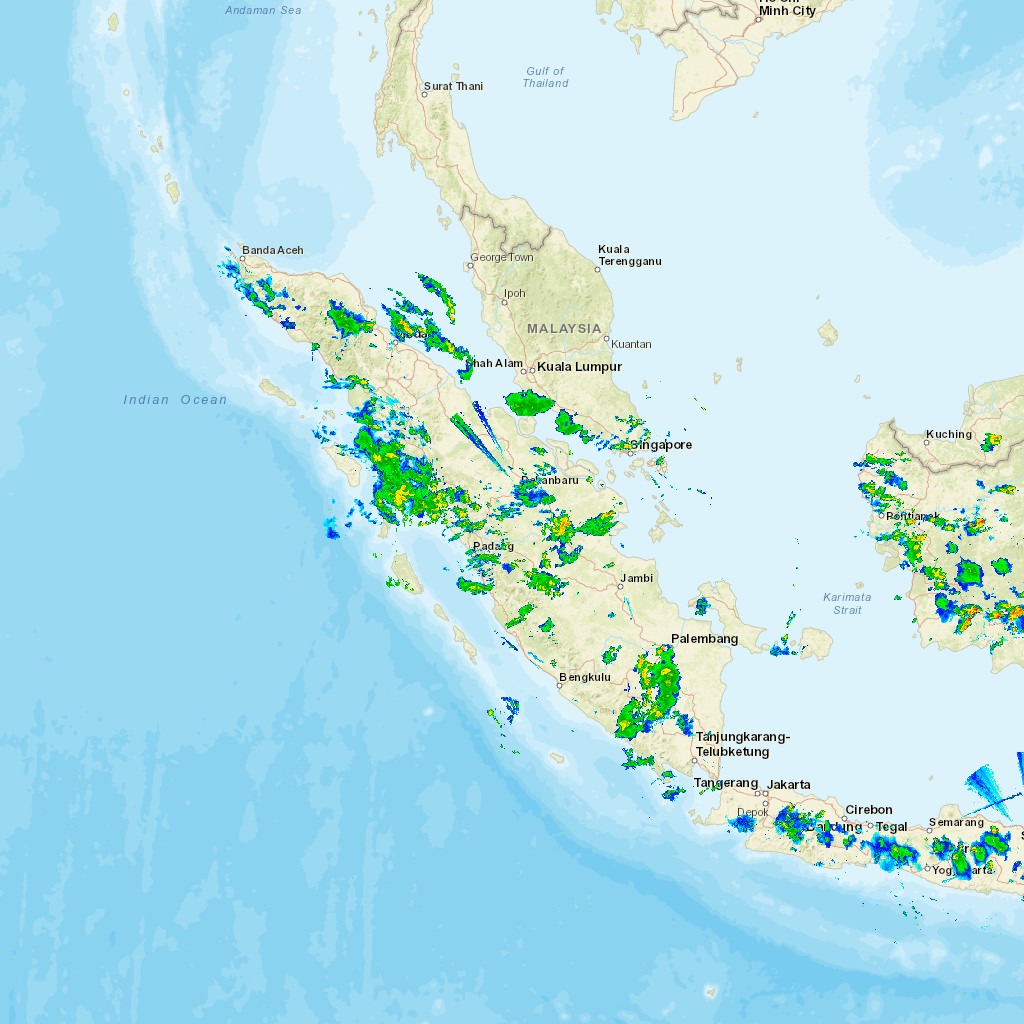 Andaman Sea
Minh City
Gulf of
Thailand
Surat Thani
Banda Aceh
George Town
Kuala
Terengganu
Ipoh
MALAYSIA
Kuantan
Shah Alam
Kuala Lumpur
Indian Ocean
Singapore
Kuching
Pontianak
Padang
Jambi
Karimata
Strait
Palembang
Bengkulu
Tanjungkarang-
Telubketung
Tangerang
Jakarta
Depok
Cirebon
Bandung
Tegal
Semarang
Yogyakarta